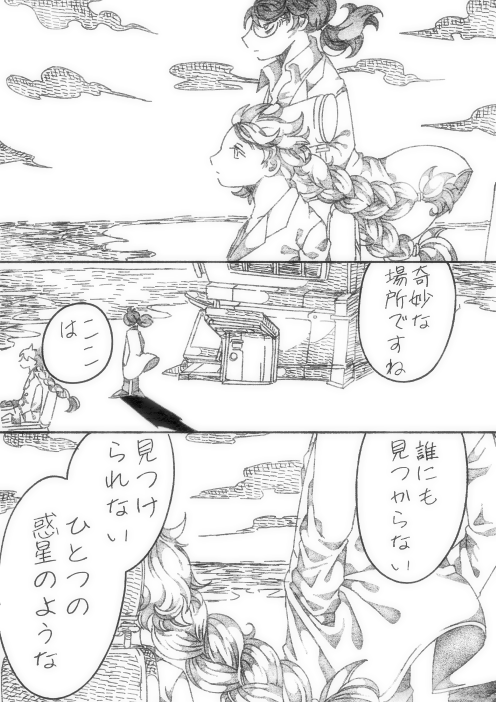 奇妙な
場所ですね
ここ
は
誰にも
見つからない
見つけ
られない
ひとつの
惑星のような